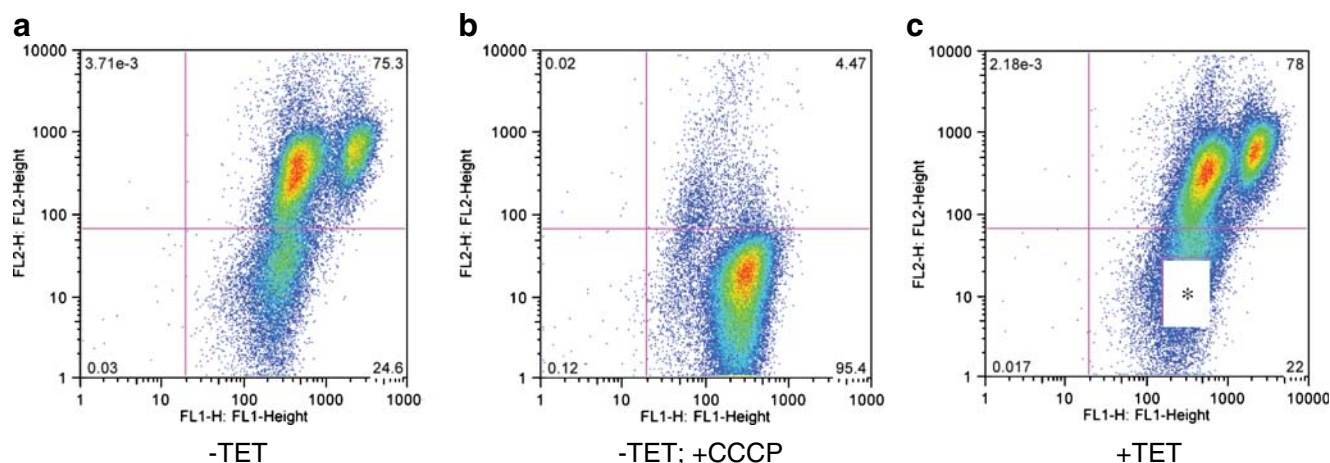 a
b
c
10000
1000
100
10
1
3.71e-3
75.3
0.03
24.6
1 10 100 1000 1000
FL2-H: FL2-Height
FL1-H: FL1-Height
-TET
10000
1000
100
10
1
0.02
4.47
0.12
95.4
1 10 100 1000 1000
FL2-H: FL2-Height
FL1-H: FL1-Height
-TET; +CCCP
10000
1000
100
10
1
2.18e-3
78
*
0.017
22
1 10 100 1000 10000
FL2-H: FL2-Height
FL1-H: FL1-Height
+TET